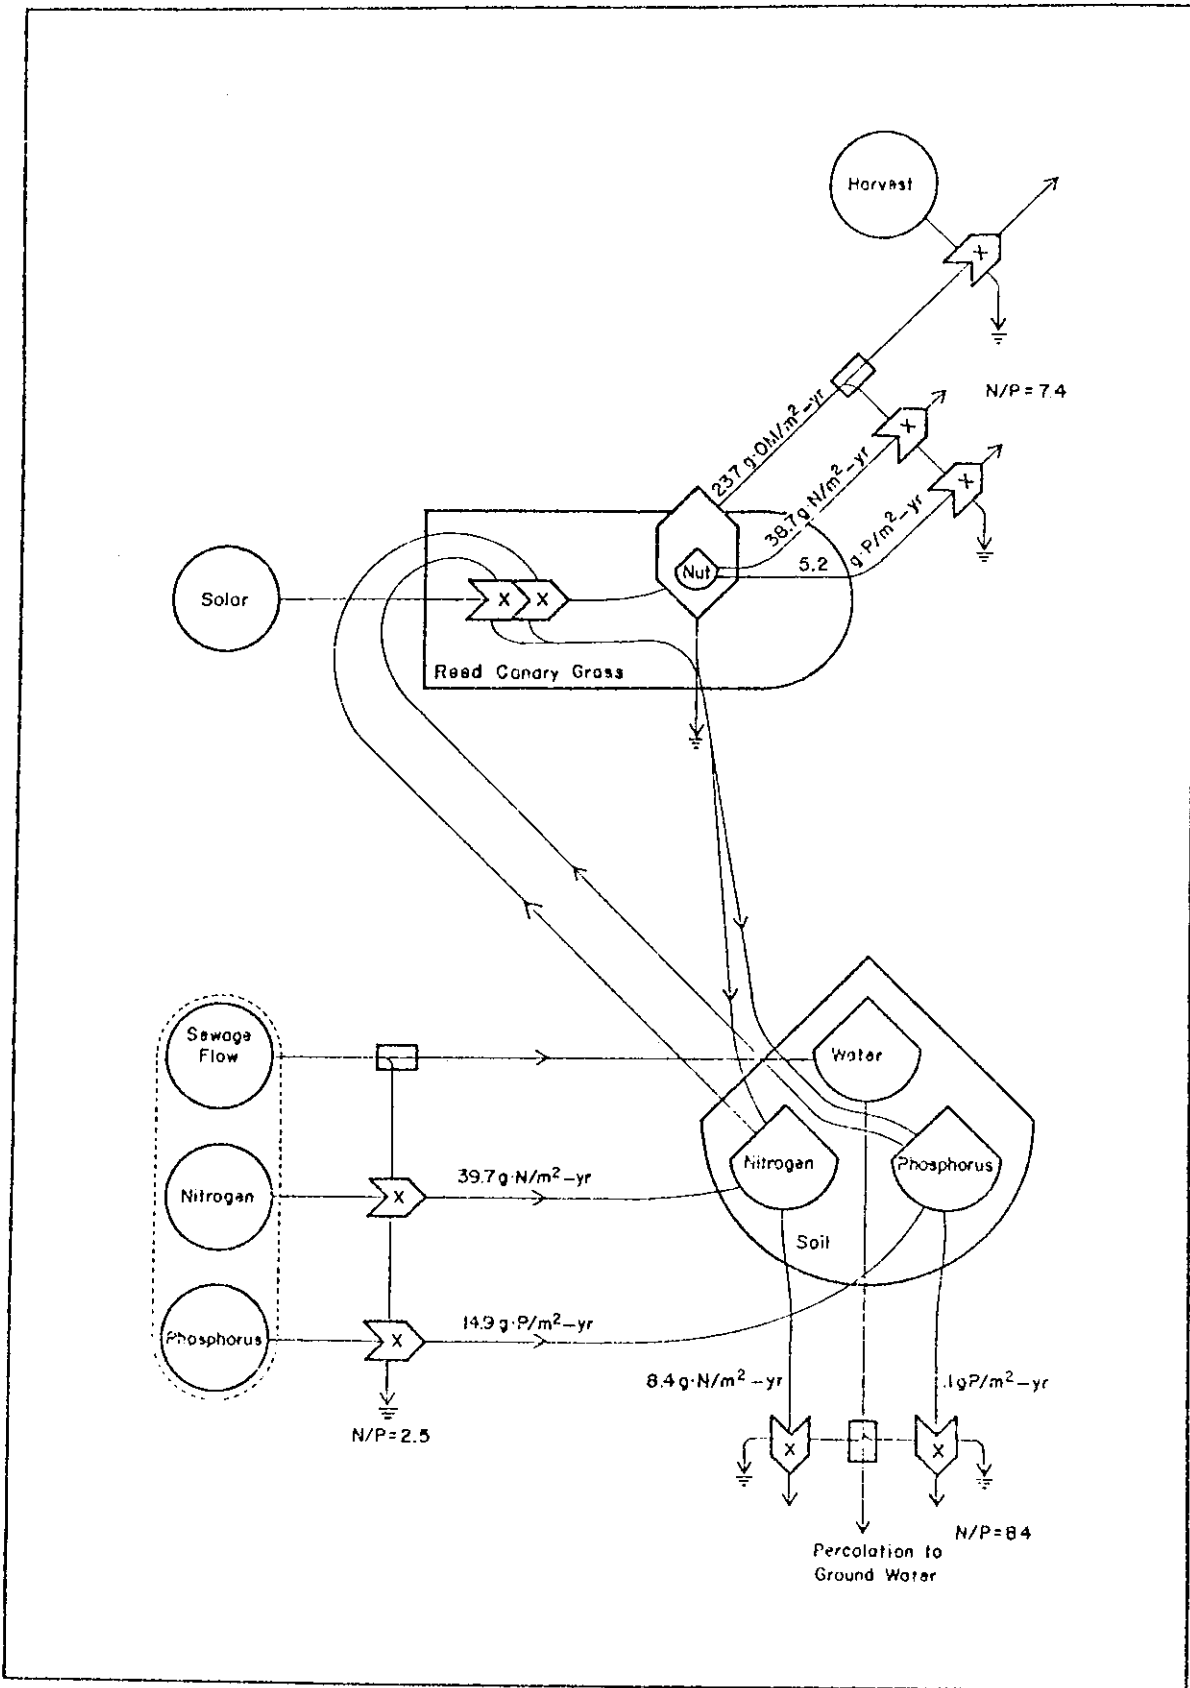 Harvest
X
N/P = 7.4
237 g·OM/m²-yr
X
38.7 g·N/m²-yr
X
5.2 g·P/m²-yr
Nut
Solar
X X
Reed Canary Grass
Sewage
Flow
Water
Nitrogen
X
39.7 g·N/m²-yr
Nitrogen
Phosphorus
Soil
Phosphorus
X
14.9 g·P/m²-yr
8.4 g·N/m²-yr
.1gP/m²-yr
N/P=2.5
X
X
N/P=84
Percolation to
Ground Water